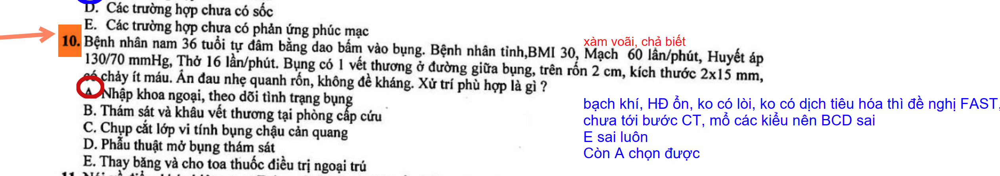 D. Các trường hợp chưa có sốc
E. Các trường hợp chưa có phản ứng phúc mạc
xàm voãi, chả biết
10. Bệnh nhân nam 36 tuổi tự đâm bằng dao bấm vào bụng. Bệnh nhân tỉnh,BMI 30, Mạch 60 lần/phút, Huyết áp
130/70 mmHg, Thở 16 lần/phút. Bụng có 1 vết thương ở đường giữa bụng, trên rốn 2 cm, kích thước 2x15 mm,
có chảy ít máu. Ấn đau nhẹ quanh rốn, không đề kháng. Xử trí phù hợp là gì ?
A. Nhập khoa ngoại, theo dõi tình trạng bụng
B. Thám sát và khâu vết thương tại phòng cấp cứu
C. Chụp cắt lớp vi tính bụng chậu cản quang
D. Phẫu thuật mở bụng thám sát
E. Thay băng và cho toa thuốc điều trị ngoại trú
bạch khí, HĐ ổn, ko có lòi, ko có dịch tiêu hóa thì đề nghị FAST,
chưa tới bước CT, mổ các kiểu nên BCD sai
E sai luôn
Còn A chọn được